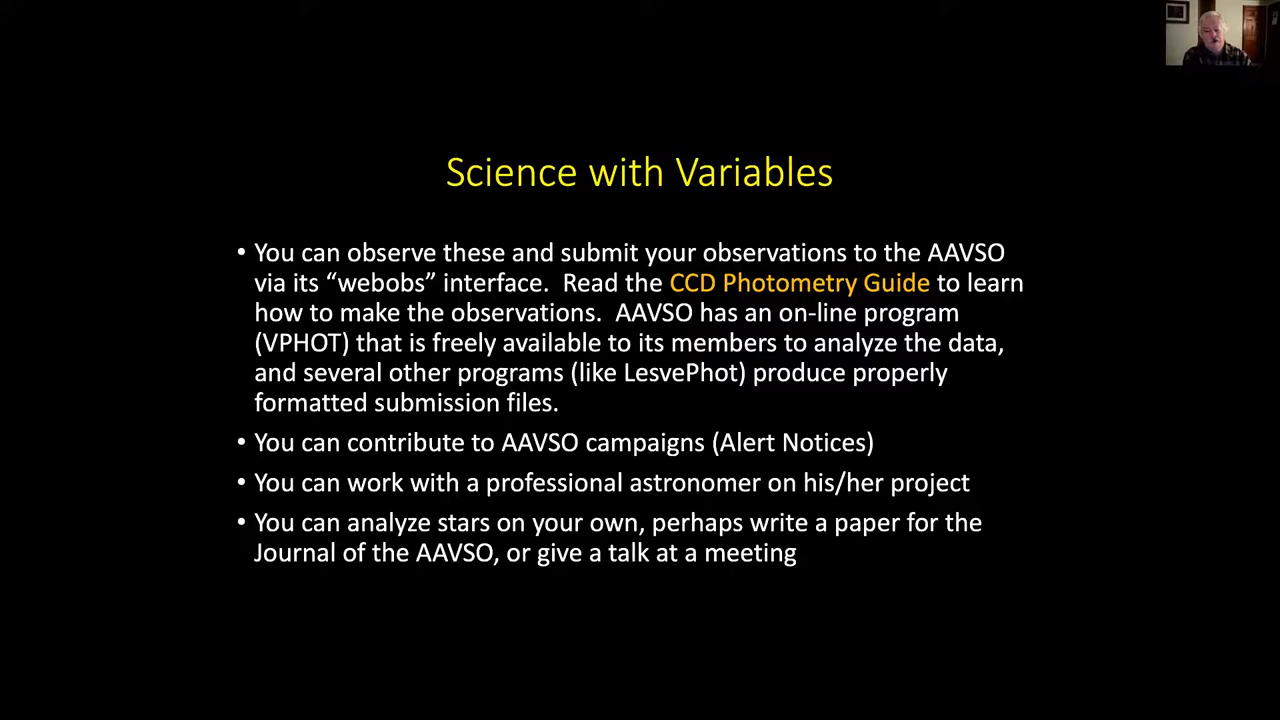 Science with Variables
• You can observe these and submit your observations to the AAVSO
via its “webobs” interface.  Read the CCD Photometry Guide to learn
how to make the observations.  AAVSO has an on-line program
(VPHOT) that is freely available to its members to analyze the data,
and several other programs (like LesvePhot) produce properly
formatted submission files.
• You can contribute to AAVSO campaigns (Alert Notices)
• You can work with a professional astronomer on his/her project
• You can analyze stars on your own, perhaps write a paper for the
Journal of the AAVSO, or give a talk at a meeting